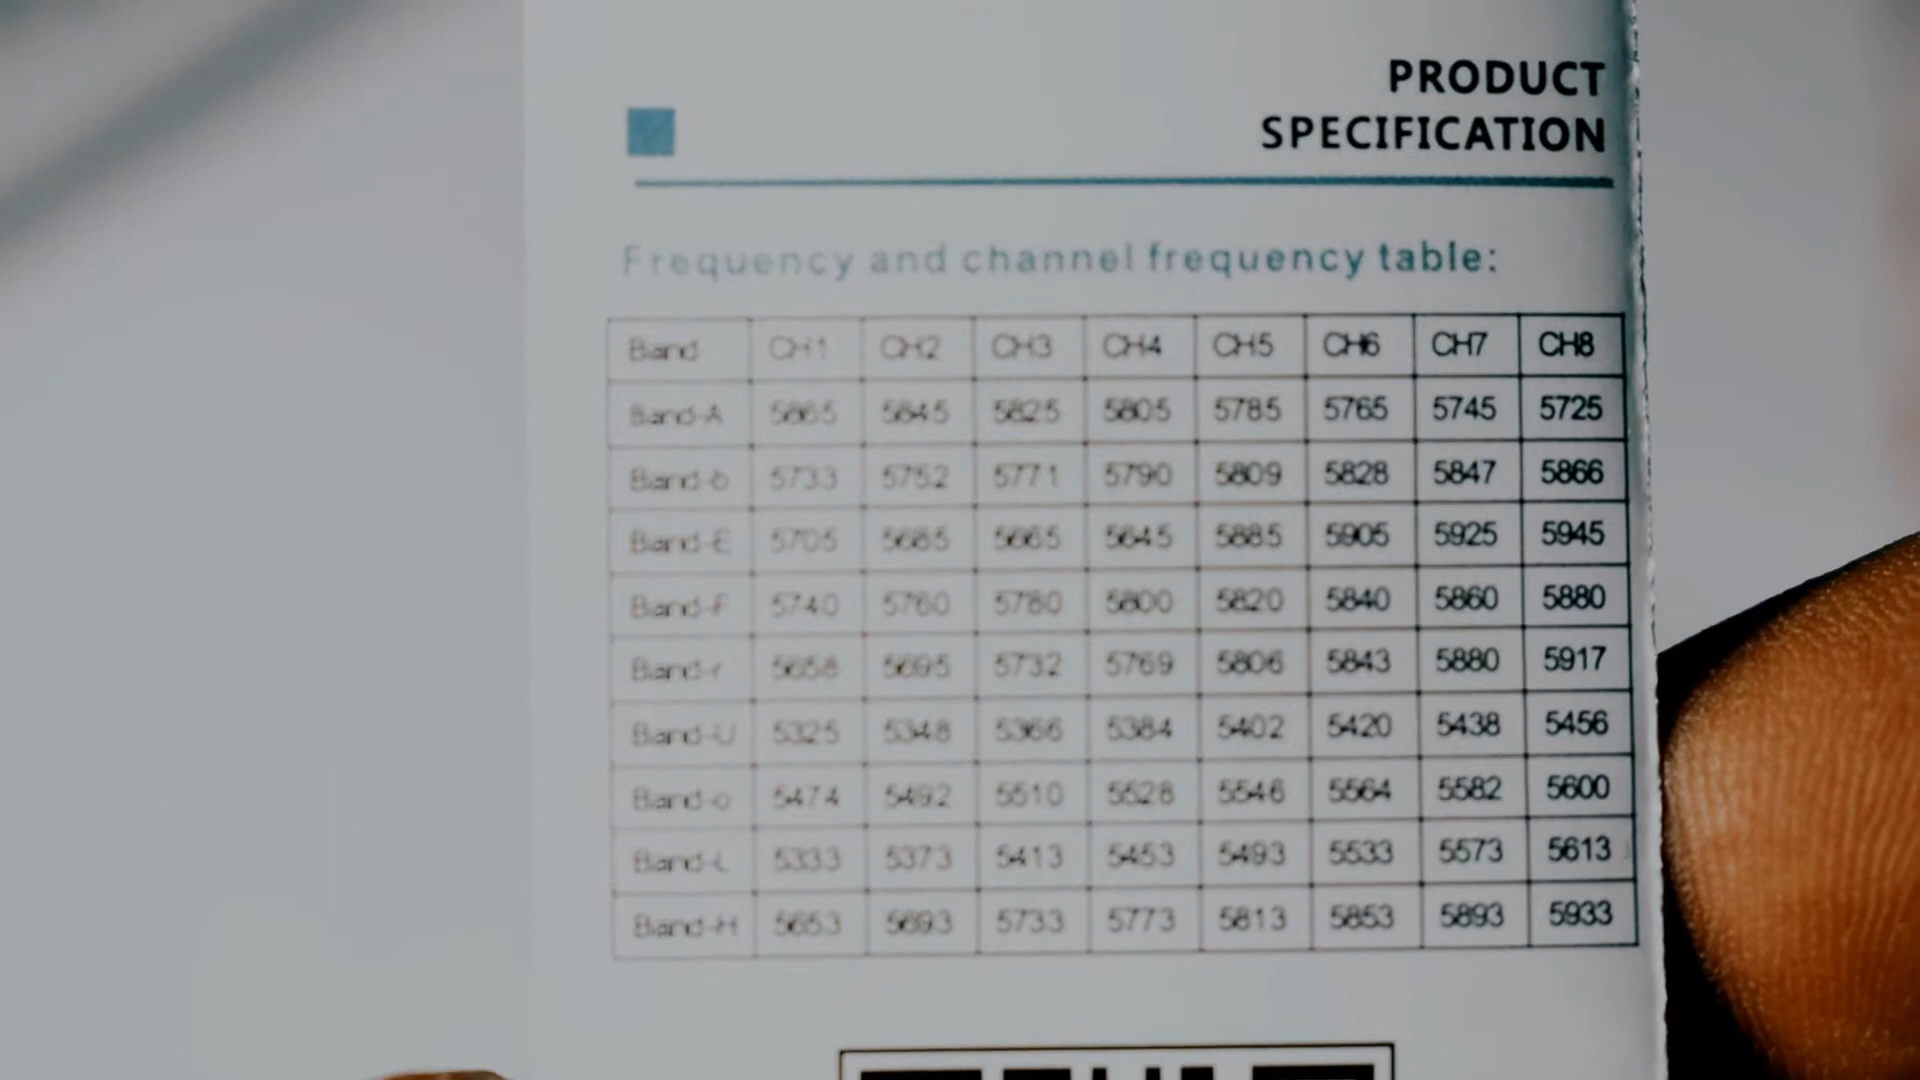 PRODUCT
SPECIFICATION
Frequency and channel frequency table:
Band CH1 CH2 CH3 CH4 CH5 CH6 CH7 CH8
Band-A 5865 5845 5825 5805 5785 5765 5745 5725
Band-b 5733 5752 5771 5790 5809 5828 5847 5866
Band-E 5705 5685 5665 5645 5885 5905 5925 5945
Band-F 5740 5760 5780 5800 5820 5840 5860 5880
Band-r 5658 5695 5732 5769 5806 5843 5880 5917
Band-U 5325 5348 5366 5384 5402 5420 5438 5456
Band-o 5474 5492 5510 5528 5546 5564 5582 5600
Band-L 5333 5373 5413 5453 5493 5533 5573 5613
Band-H 5653 5693 5733 5773 5813 5853 5893 5933